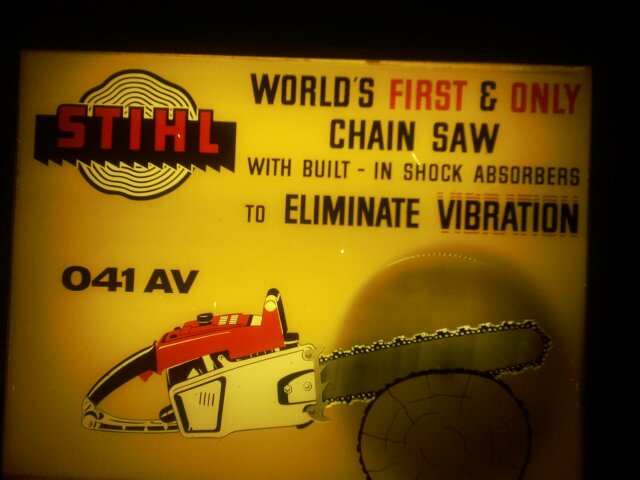 STIHL
WORLD'S FIRST & ONLY
CHAIN SAW
WITH BUILT - IN SHOCK ABSORBERS
TO ELIMINATE VIBRATION
041 AV